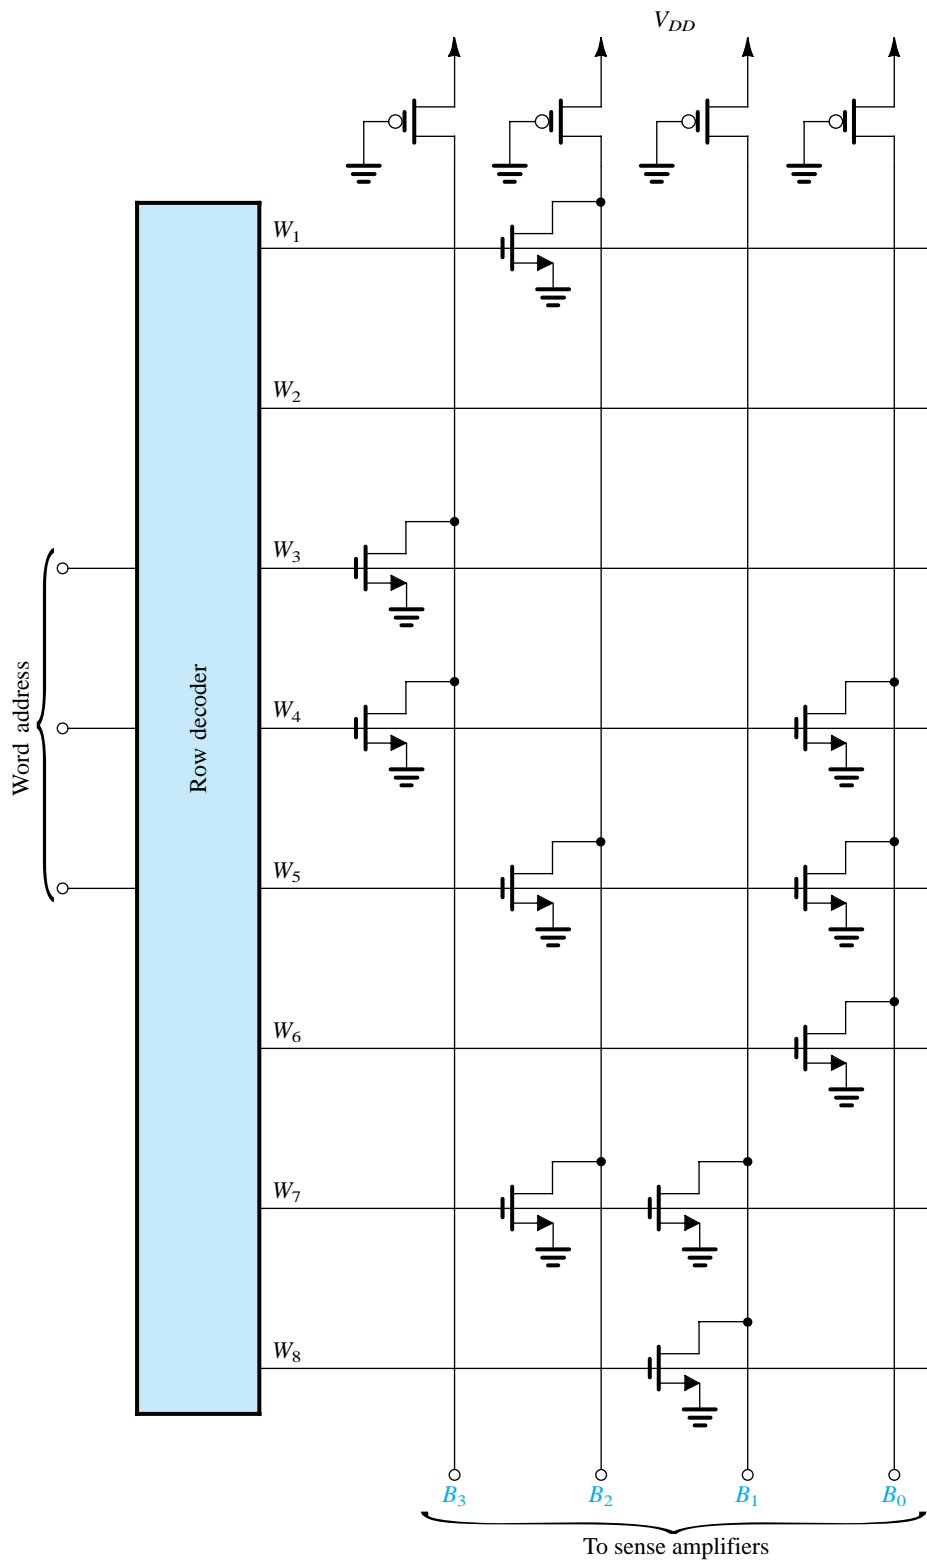 V_DD
W_1
W_2
W_3
W_4
W_5
W_6
W_7
W_8
Word address
Row decoder
B_3 B_2 B_1 B_0
To sense amplifiers